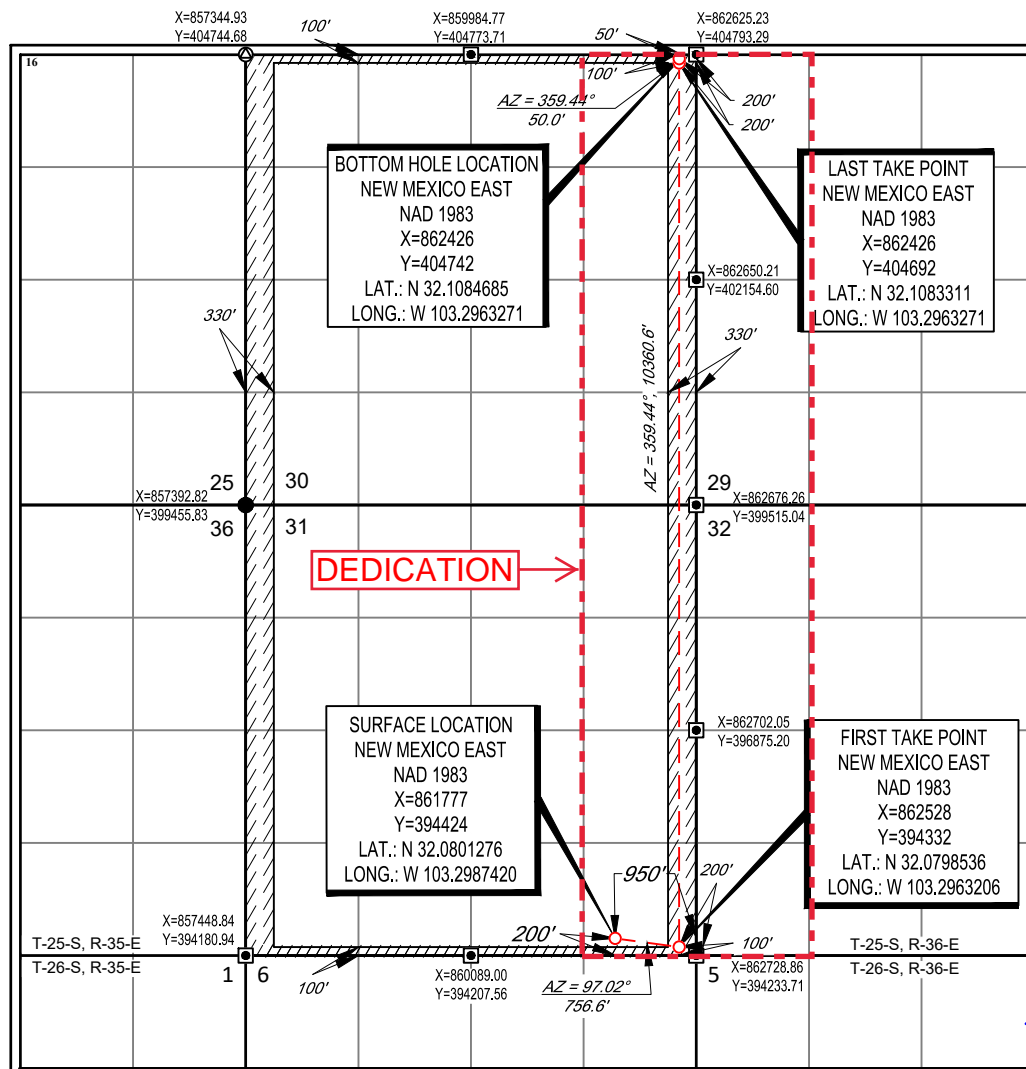 X=857344.93
Y=404744.68
X=859984.77
Y=404773.71
X=862625.23
Y=404793.29
16
100'
50'
100'
AZ = 359.44°
50.0'
200'
200'
BOTTOM HOLE LOCATION
NEW MEXICO EAST
NAD 1983
X=862426
Y=404742
LAT.: N 32.1084685
LONG.: W 103.2963271
LAST TAKE POINT
NEW MEXICO EAST
NAD 1983
X=862426
Y=404692
LAT.: N 32.1083311
LONG.: W 103.2963271
X=862650.21
Y=402154.60
330'
330'
AZ = 359.44°, 10360.6'
25
30
29
X=857392.82
Y=399455.83
X=862676.26
Y=399515.04
36
31
32
DEDICATION
SURFACE LOCATION
NEW MEXICO EAST
NAD 1983
X=861777
Y=394424
LAT.: N 32.0801276
LONG.: W 103.2987420
X=862702.05
Y=396875.20
FIRST TAKE POINT
NEW MEXICO EAST
NAD 1983
X=862528
Y=394332
LAT.: N 32.0798536
LONG.: W 103.2963206
950'
200'
X=857448.84
Y=394180.94
200'
100'
T-25-S, R-35-E
T-25-S, R-36-E
T-26-S, R-35-E
T-26-S, R-36-E
1
6
5
100'
X=860089.00
Y=394207.56
AZ = 97.02°
756.6'
X=862728.86
Y=394233.71